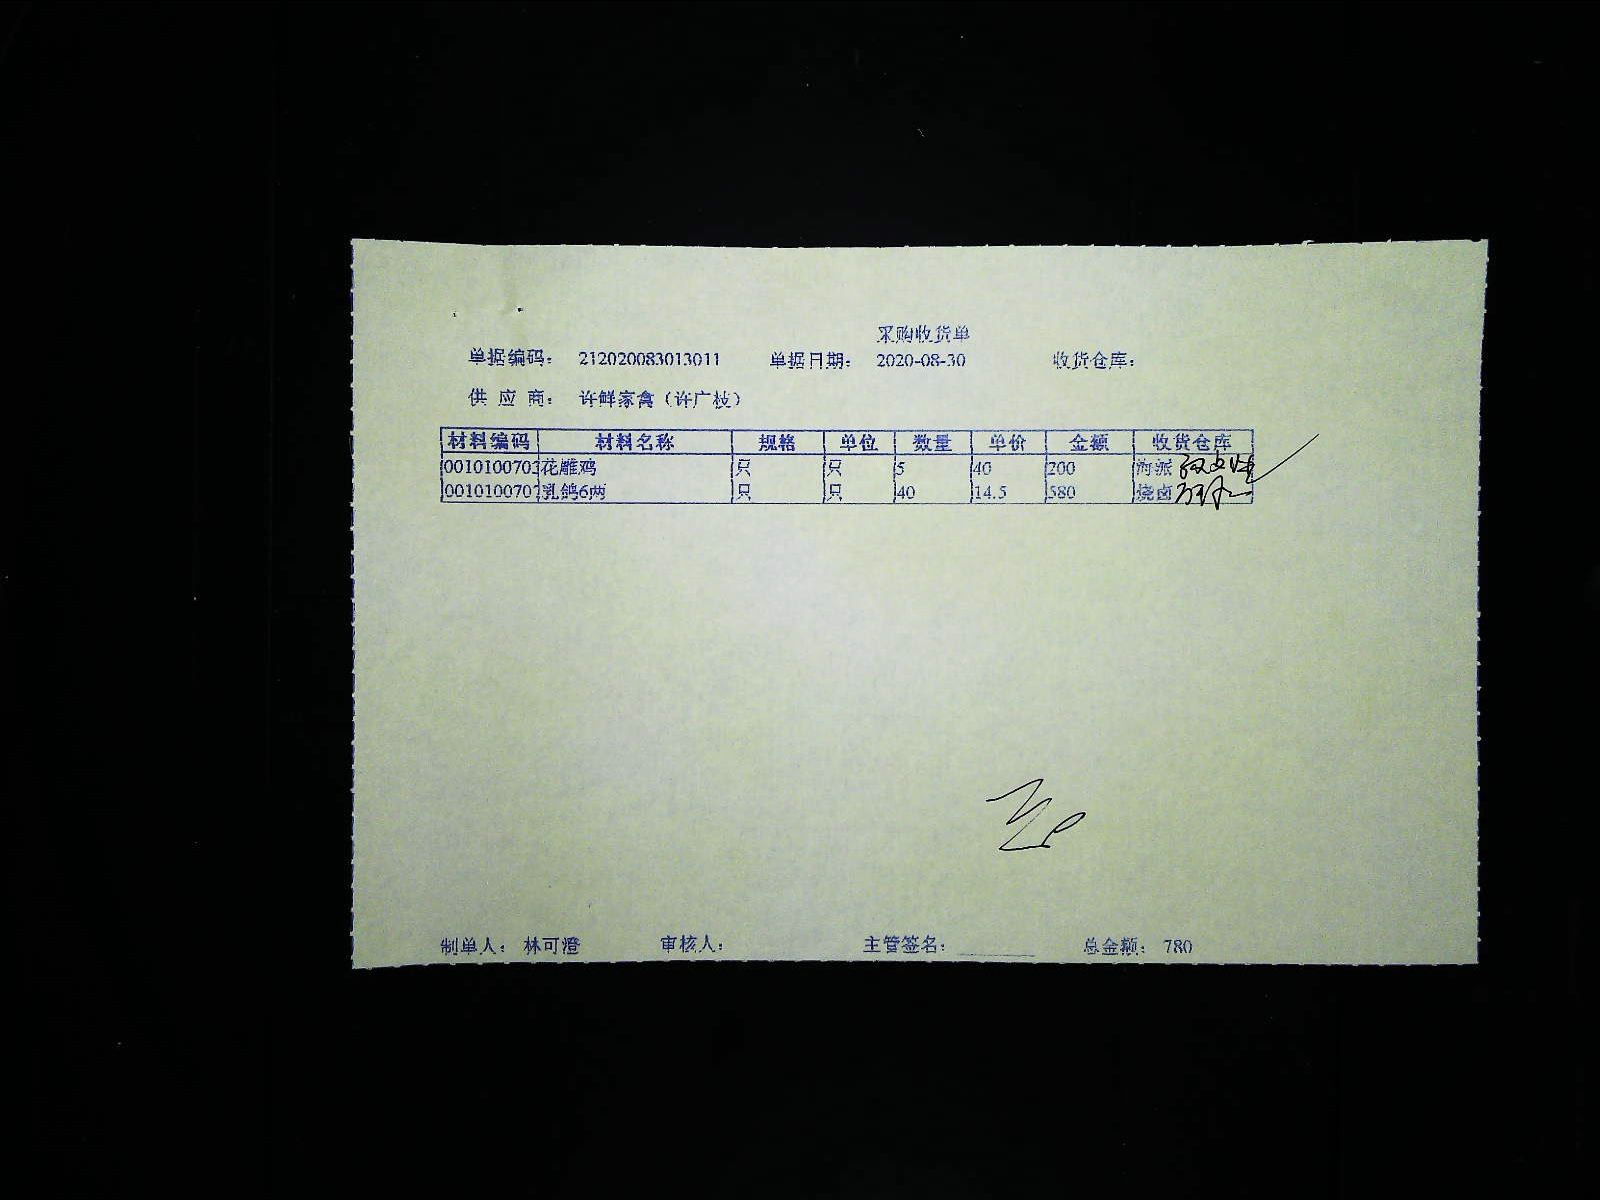 采购收货单
单据编码： 212020083013011 单据日期： 2020-08-30 收货仓库：
供 应 商： 许鲜家禽（许广枝）
材料编码 材料名称 规格 单位 数量 单价 金额 收货仓库
0010100703 花雕鸡 只 只 5 40 200 海派
0010100707 乳鸽6两 只 只 40 14.5 580 烧卤
制单人： 林可澄 审核人： 主管签名： 总金额： 780